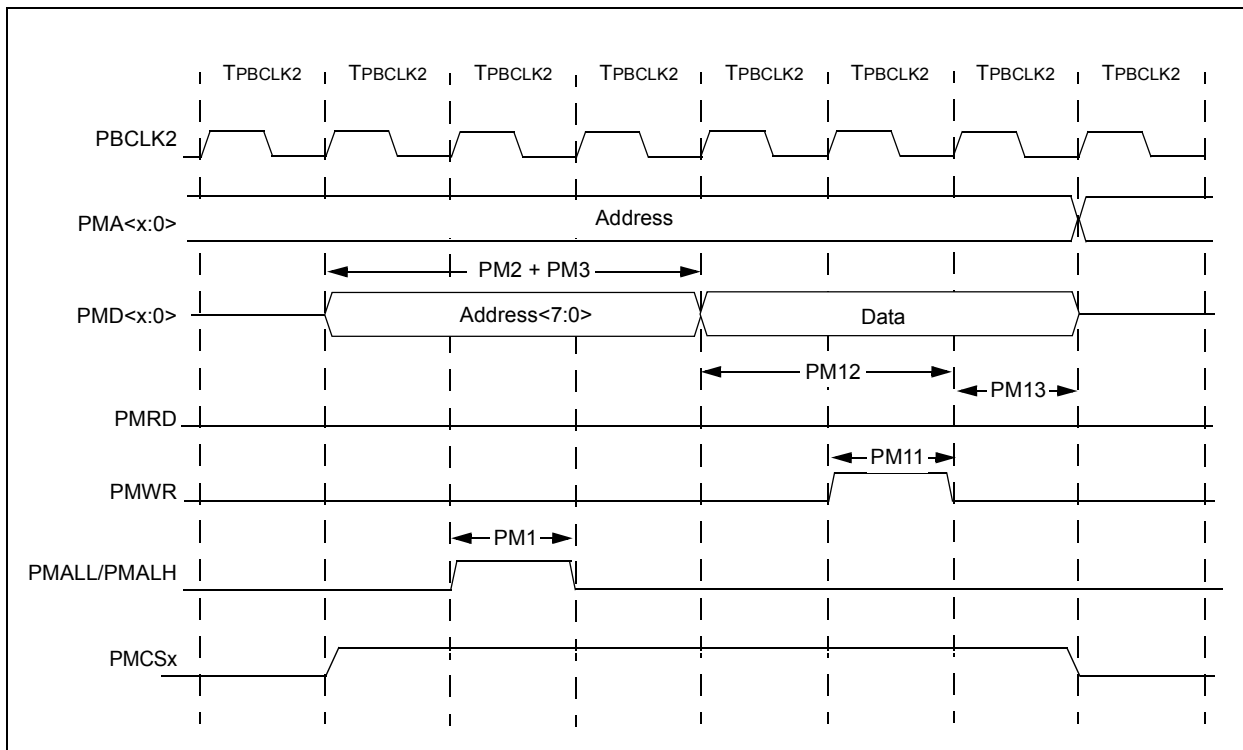 TPBCLK2 TPBCLK2 TPBCLK2 TPBCLK2 TPBCLK2 TPBCLK2 TPBCLK2 TPBCLK2
PBCLK2
PMA<x:0> Address
PM2 + PM3
PMD<x:0> Address<7:0> Data
PM12
PM13
PMRD
PM11
PMWR
PM1
PMALL/PMALH
PMCSx